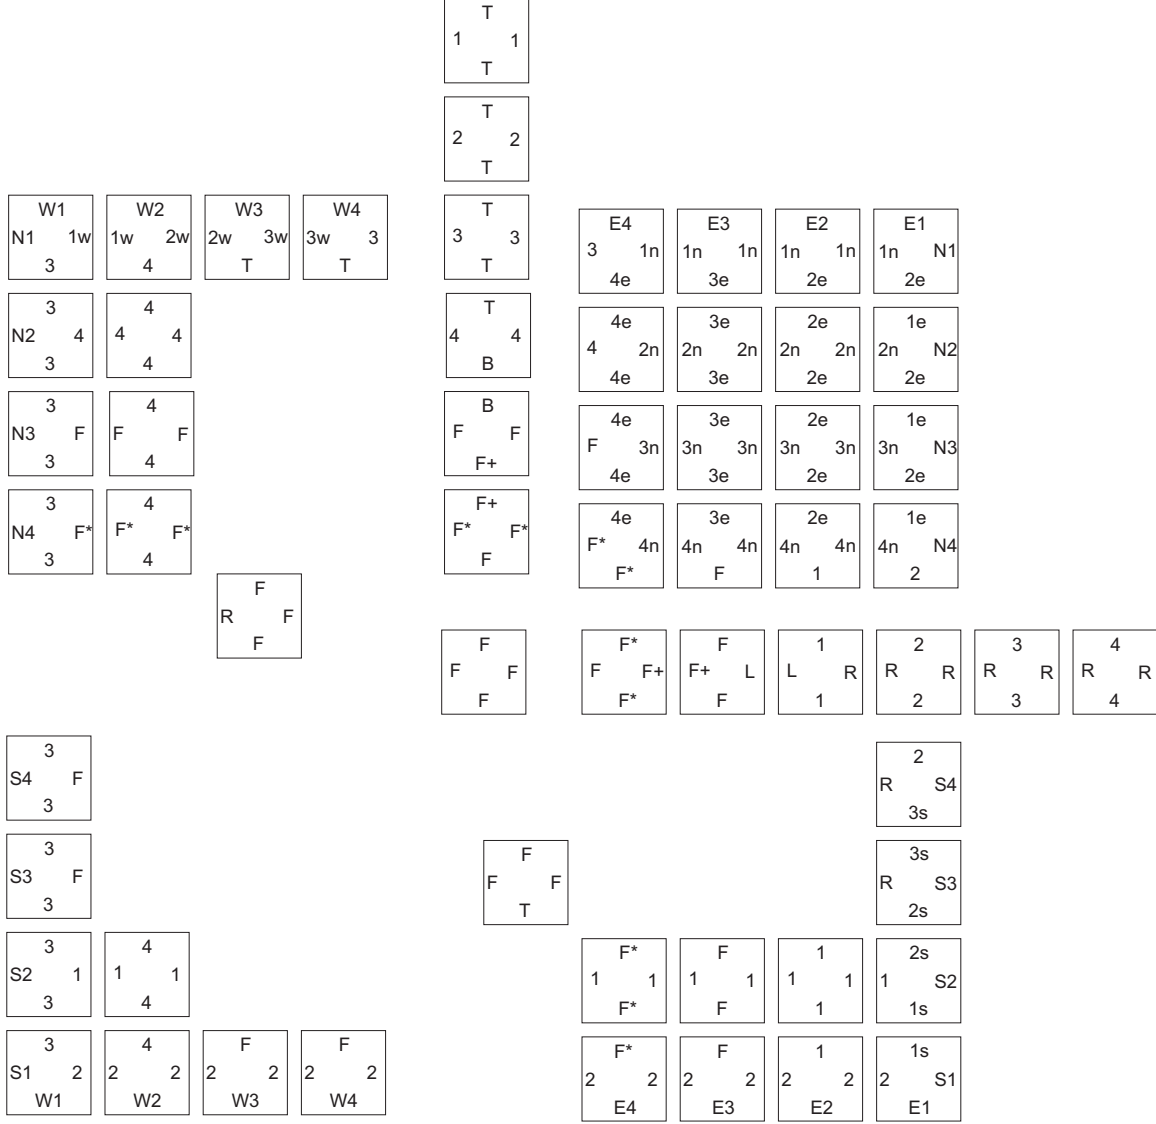 T
1 1
T
T
2 2
T
W1 W2 W3 W4 T
N1 1w 1w 2w 2w 3w 3w 3 3 3
3 4 T T T
E4 E3 E2 E1
3 1n 1n 1n 1n 1n 1n N1
4e 3e 2e 2e
3 4 T
N2 4 4 4 4 4
3 4 B
4e 3e 2e 1e
4 2n 2n 2n 2n 2n 2n N2
4e 3e 2e 2e
3 4 B
N3 F F F F F
3 4 F+
4e 3e 2e 1e
F 3n 3n 3n 3n 3n 3n N3
4e 3e 2e 2e
3 4 F+
N4 F* F* F* F* F*
3 4 F
4e 3e 2e 1e
F* 4n 4n 4n 4n 4n 4n N4
F* F 1 2
F
R F
F
F F* F 1 2 3 4
F F F F+ F+ L L R R R R R R R
F F* F 1 2 3 4
3
S4 F
3
2
R S4
3s
3
S3 F
3
F
F F
T
3s
R S3
2s
3 4
S2 1 1 1
3 4
F* F 1 2s
1 1 1 1 1 1 1 S2
F* F 1 1s
3 4 F F
S1 2 2 2 2 2 2 2
W1 W2 W3 W4
F* F 1 1s
2 2 2 2 2 2 2 S1
E4 E3 E2 E1